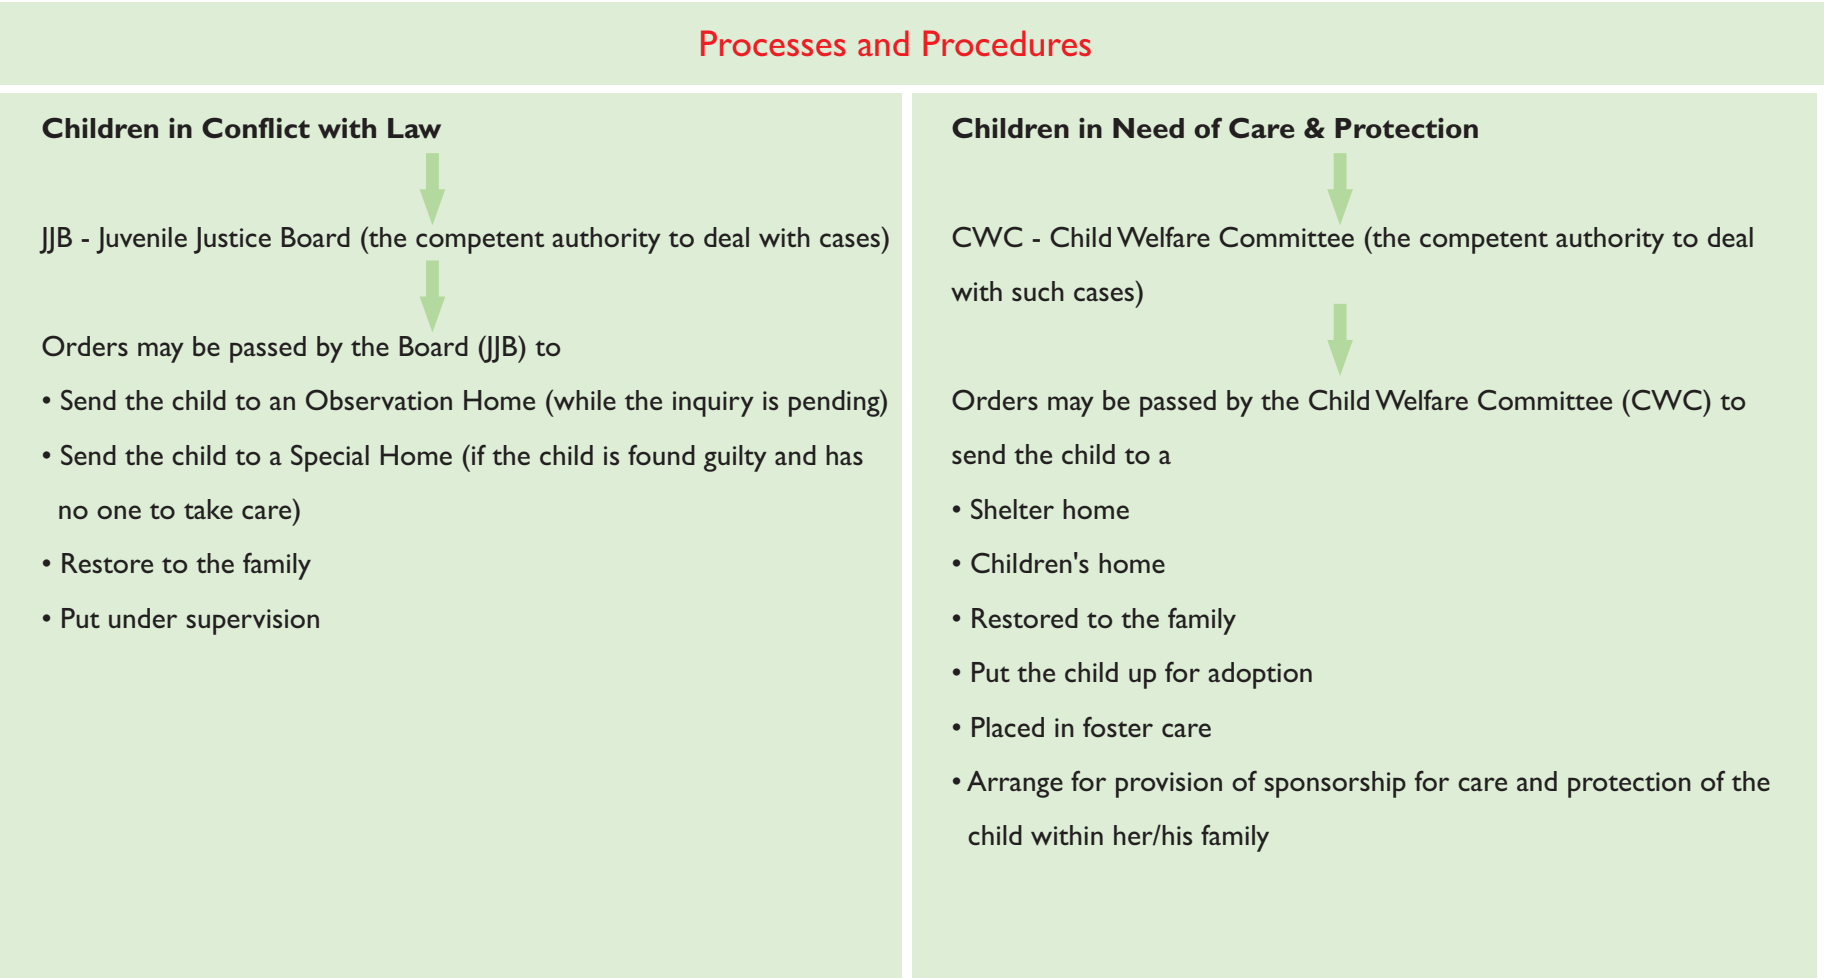 Processes and Procedures
Children in Conflict with Law
JJB - Juvenile Justice Board (the competent authority to deal with cases)
Orders may be passed by the Board (JJB) to
• Send the child to an Observation Home (while the inquiry is pending)
• Send the child to a Special Home (if the child is found guilty and has
no one to take care)
• Restore to the family
• Put under supervision
Children in Need of Care & Protection
CWC - Child Welfare Committee (the competent authority to deal
with such cases)
Orders may be passed by the Child Welfare Committee (CWC) to
send the child to a
• Shelter home
• Children's home
• Restored to the family
• Put the child up for adoption
• Placed in foster care
• Arrange for provision of sponsorship for care and protection of the
child within her/his family